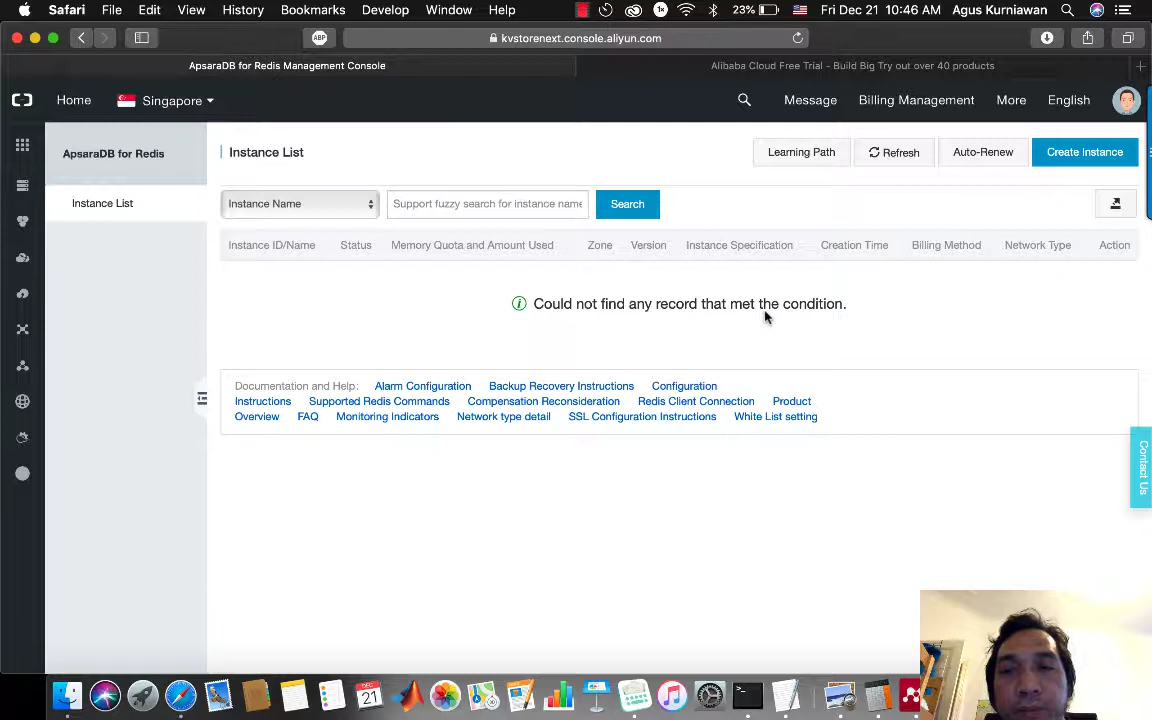 Safari File Edit View History Bookmarks Develop Window Help 1x 23% Fri Dec 21 10:46 AM Agus Kurniawan
ABP kvstorenext.console.aliyun.com
ApsaraDB for Redis Management Console Alibaba Cloud Free Trial - Build Big Try out over 40 products
Home Singapore Message Billing Management More English
ApsaraDB for Redis
Instance List
Instance List Learning Path Refresh Auto-Renew Create Instance
Instance Name Support fuzzy search for instance name Search
Instance ID/Name Status Memory Quota and Amount Used Zone Version Instance Specification Creation Time Billing Method Network Type Action
Could not find any record that met the condition.
Documentation and Help: Alarm Configuration Backup Recovery Instructions Configuration
Instructions Supported Redis Commands Compensation Reconsideration Redis Client Connection Product
Overview FAQ Monitoring Indicators Network type detail SSL Configuration Instructions White List setting
Contact Us
DEC
21